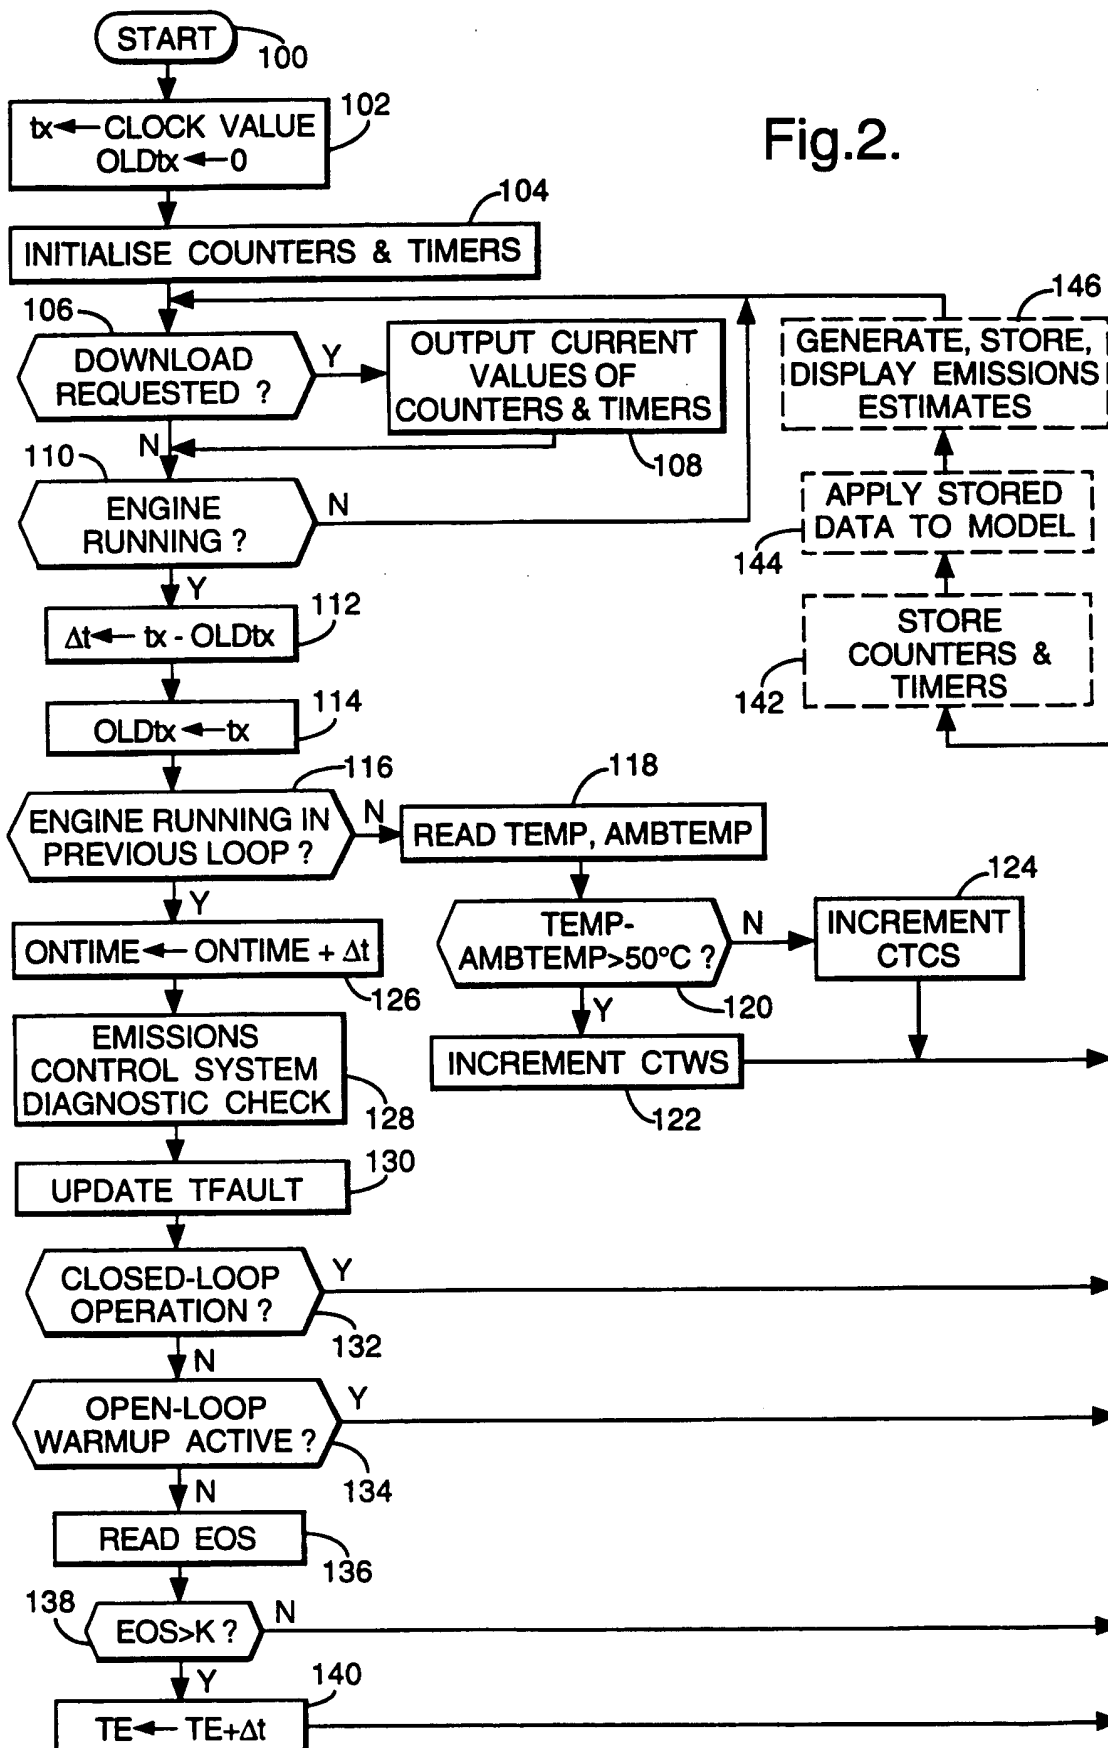 START
100
tx←CLOCK VALUE
OLDtx←0
102
Fig.2.
104
INITIALISE COUNTERS & TIMERS
106
DOWNLOAD
REQUESTED ?
Y
N
OUTPUT CURRENT
VALUES OF
COUNTERS & TIMERS
108
146
GENERATE, STORE,
DISPLAY EMISSIONS
ESTIMATES
110
ENGINE
RUNNING ?
N
Y
APPLY STORED
DATA TO MODEL
144
112
Δt← tx - OLDtx
STORE
COUNTERS &
TIMERS
142
114
OLDtx←tx
116
ENGINE RUNNING IN
PREVIOUS LOOP ?
N
Y
118
READ TEMP, AMBTEMP
TEMP-
AMBTEMP>50°C ?
N
120
Y
124
INCREMENT
CTCS
ONTIME← ONTIME + Δt
126
INCREMENT CTWS
122
EMISSIONS
CONTROL SYSTEM
DIAGNOSTIC CHECK
128
130
UPDATE TFAULT
CLOSED-LOOP
OPERATION ?
Y
132
N
OPEN-LOOP
WARMUP ACTIVE ?
Y
134
N
READ EOS
136
138
EOS>K ?
N
Y
140
TE← TE+Δt